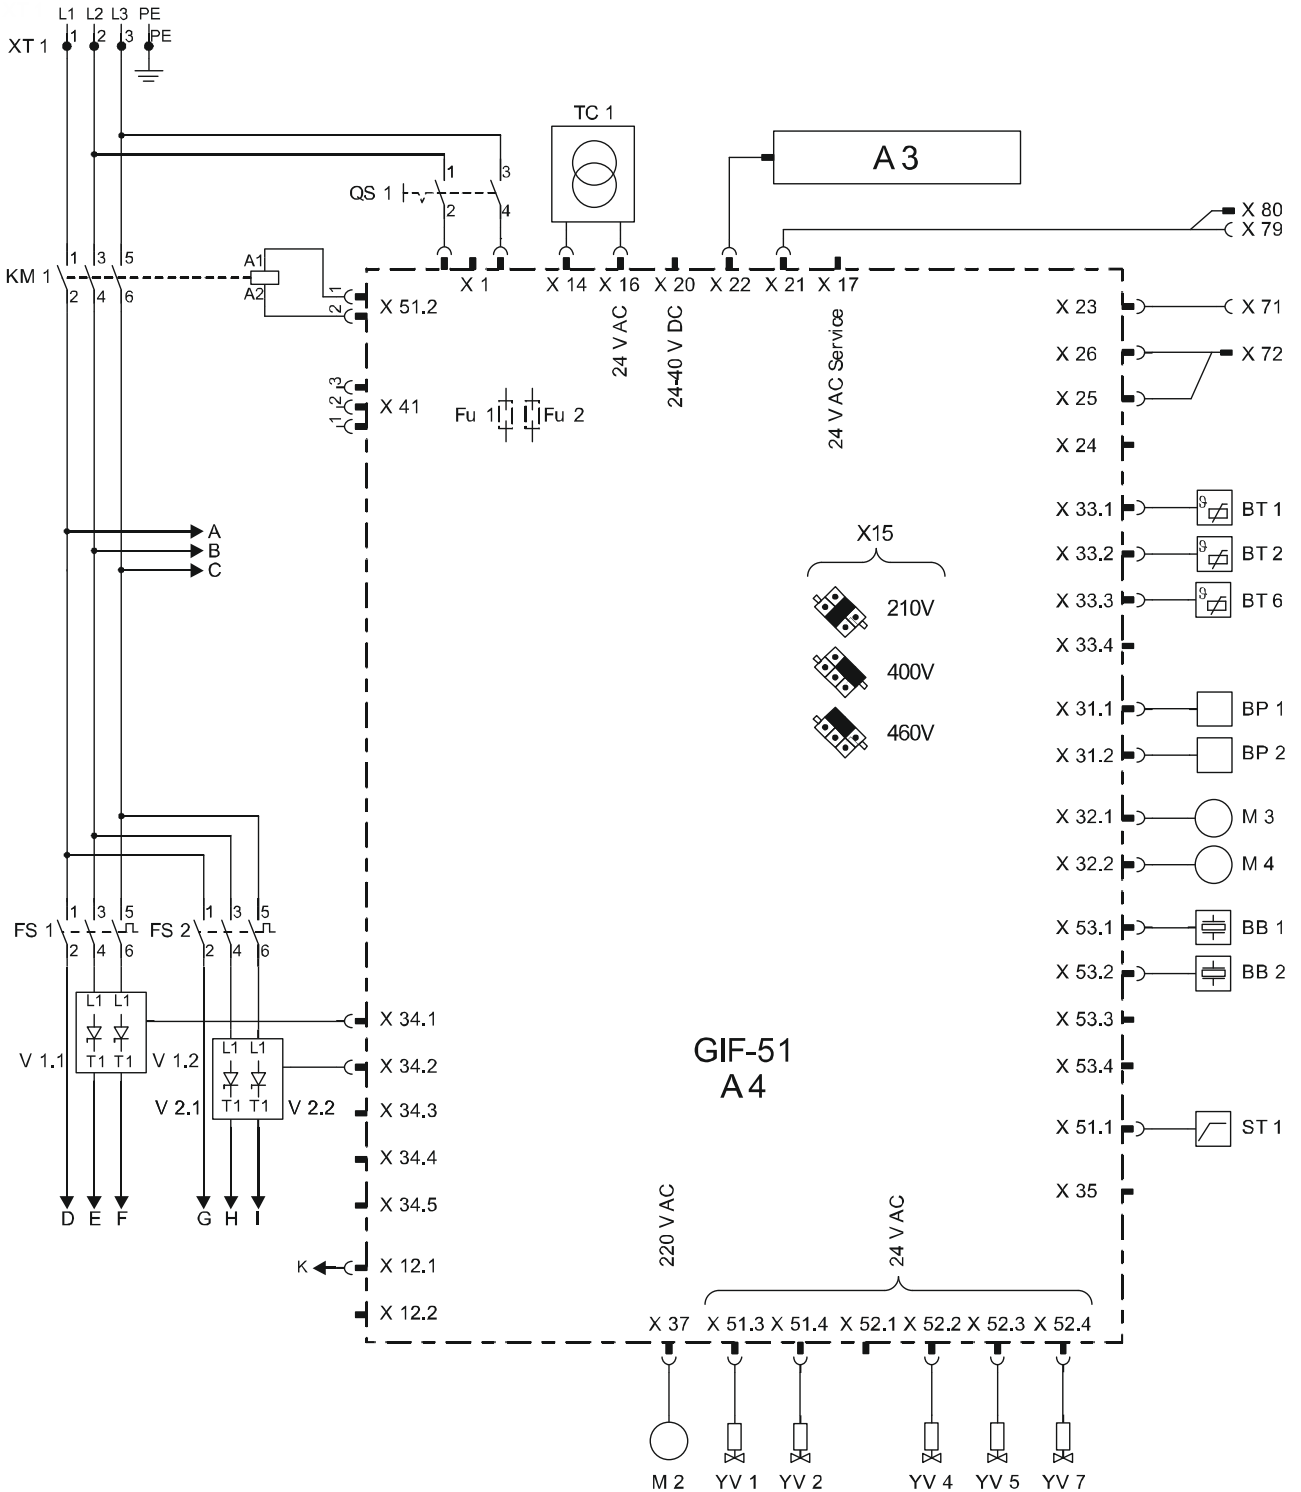 L1 L2 L3 PE
XT 1 1 2 3 PE
TC 1
A 3
QS 1 1 3
2 4
X 80
X 79
KM 1 1 3 5
2 4 6
A1
A2
1
2
X 51.2
X 1 X 14 X 16 X 20 X 22 X 21 X 17
24 V AC
24-40 V DC
24 V AC Service
X 23 X 71
X 26 X 72
X 25
X 24
3
2
1
X 41
Fu 1 Fu 2
X 33.1 ϑ BT 1
X 33.2 ϑ BT 2
X 33.3 ϑ BT 6
X 33.4
A
B
C
X15
210V
400V
460V
X 31.1 BP 1
X 31.2 BP 2
X 32.1 M 3
X 32.2 M 4
FS 1 1 3 5
2 4 6
FS 2 1 3 5
2 4 6
X 53.1 BB 1
X 53.2 BB 2
X 53.3
X 53.4
L1 L1
V 1.1 T1 T1 V 1.2
L1 L1
V 2.1 T1 T1 V 2.2
X 34.1
X 34.2
X 34.3
X 34.4
X 34.5
GIF-51
A 4
X 51.1 ST 1
X 35
D E F G H I
K X 12.1
X 12.2
220 V AC
24 V AC
X 37 X 51.3 X 51.4 X 52.1 X 52.2 X 52.3 X 52.4
M 2 YV 1 YV 2 YV 4 YV 5 YV 7